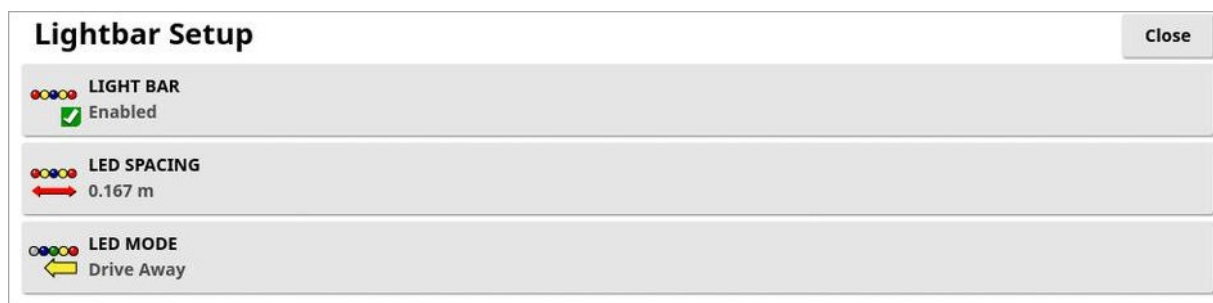 Lightbar Setup
Close
LIGHT BAR
Enabled
LED SPACING
0.167 m
LED MODE
Drive Away